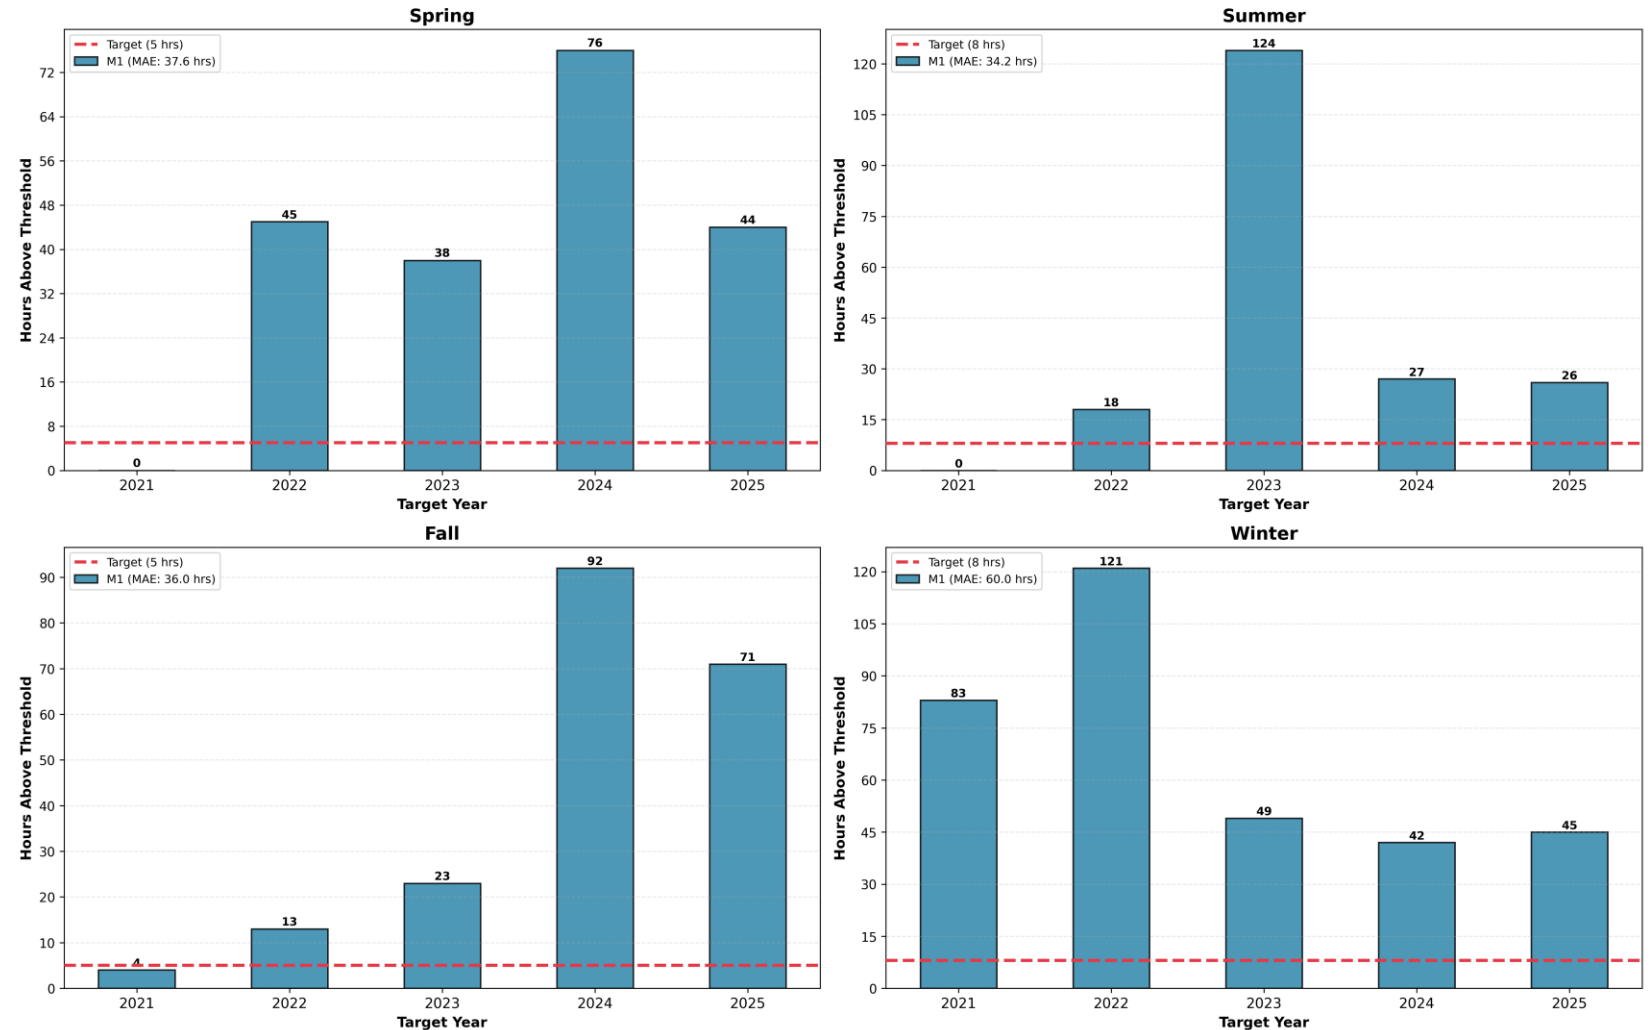 Spring
Target (5 hrs)
M1 (MAE: 37.6 hrs)
Hours Above Threshold
72
64
56
48
40
32
24
16
8
0
0
45
38
76
44
2021 2022 2023 2024 2025
Target Year
Summer
Target (8 hrs)
M1 (MAE: 34.2 hrs)
Hours Above Threshold
120
105
90
75
60
45
30
15
0
0
18
124
27
26
2021 2022 2023 2024 2025
Target Year
Fall
Target (5 hrs)
M1 (MAE: 36.0 hrs)
Hours Above Threshold
90
80
70
60
50
40
30
20
10
0
4
13
23
92
71
2021 2022 2023 2024 2025
Target Year
Winter
Target (8 hrs)
M1 (MAE: 60.0 hrs)
Hours Above Threshold
120
105
90
75
60
45
30
15
0
83
121
49
42
45
2021 2022 2023 2024 2025
Target Year